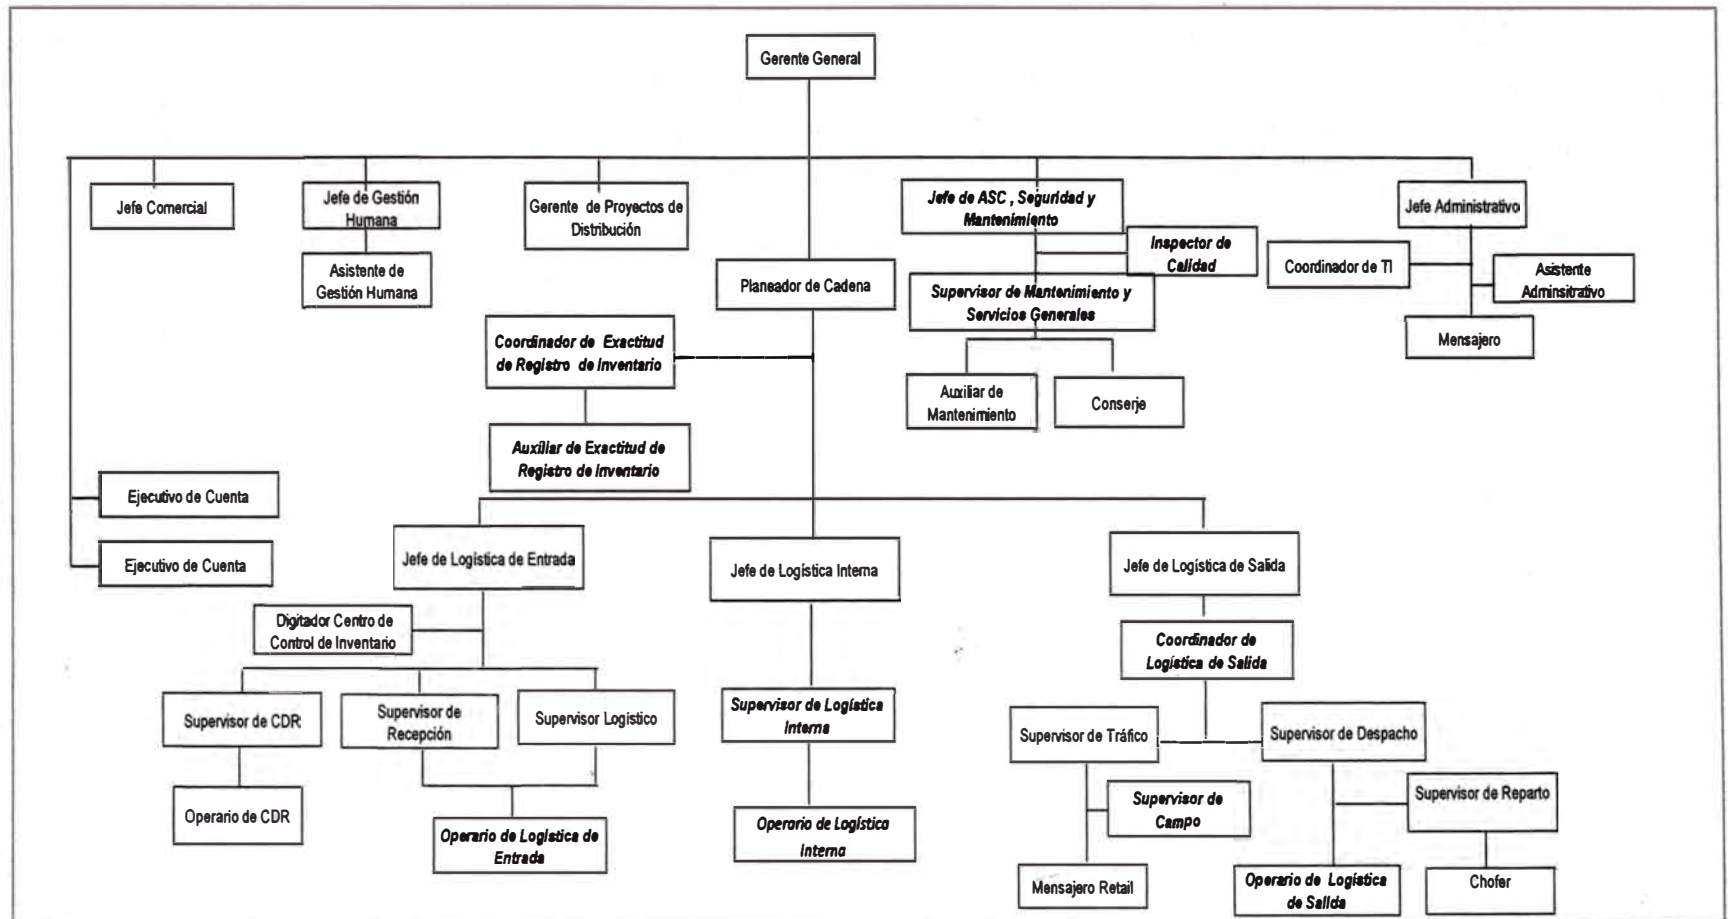 Gerente General
Jefe Comercial
Jefe de Gestión
Humana
Gerente de Proyectos de
Distribución
Jefe de ASC , Seguridad y
Mantenimiento
Jefe Administrativo
Asistente de
Gestión Humana
Planeador de Cadena
Inspector de
Calidad
Coordinador de TI
Asistente
Adminsitrativo
Supervisor de Mantenimiento y
Servicios Generales
Mensajero
Coordinador de Exactitud
de Registro de Inventario
Auxiliar de
Mantenimiento
Conserje
Auxiliar de Exactitud de
Registro de Inventario
Ejecutivo de Cuenta
Ejecutivo de Cuenta
Jefe de Logística de Entrada
Jefe de Logística Interna
Jefe de Logística de Salida
Digitador Centro de
Control de Inventario
Coordinador de
Logística de Salida
Supervisor de CDR
Supervisor de
Recepción
Supervisor Logístico
Supervisor de Logística
Interna
Supervisor de Tráfico
Supervisor de Despacho
Operario de CDR
Operario de Logística de
Entrada
Operario de Logística
Interna
Supervisor de
Campo
Supervisor de Reparto
Mensajero Retail
Operario de Logística
de Salida
Chofer